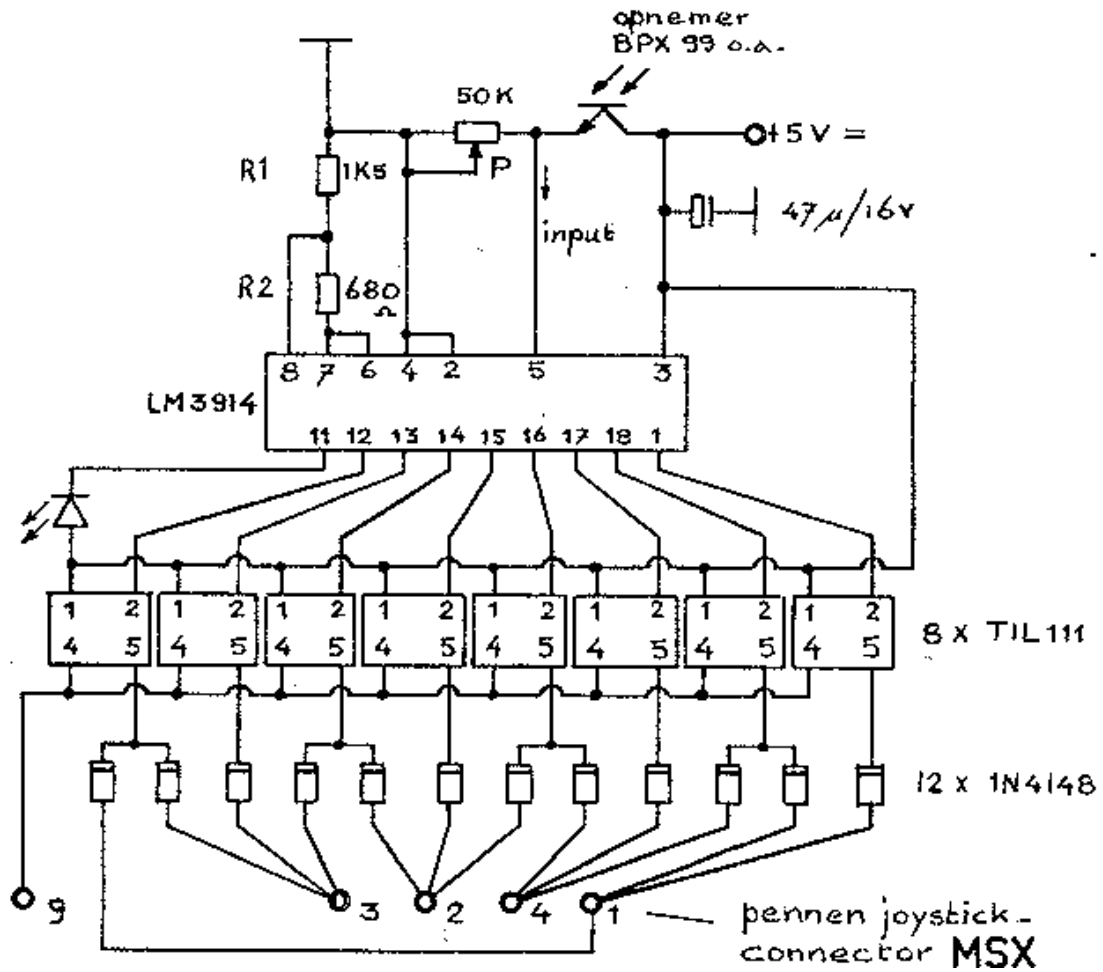 opnemer
BPX 99 o.a.
50K
+5V =
R1
1K5
P
47 µ/16v
input
R2
680
Ω
8 7 6 4 2 5 3
LM3914
11 12 13 14 15 16 17 18 1
1 2 1 2 1 2 1 2 1 2 1 2 1 2 1 2
8 x TIL111
4 5 4 5 4 5 4 5 4 5 4 5 4 5 4 5
12 x 1N4148
9 3 2 4 1
pennen joystick-
connector MSX